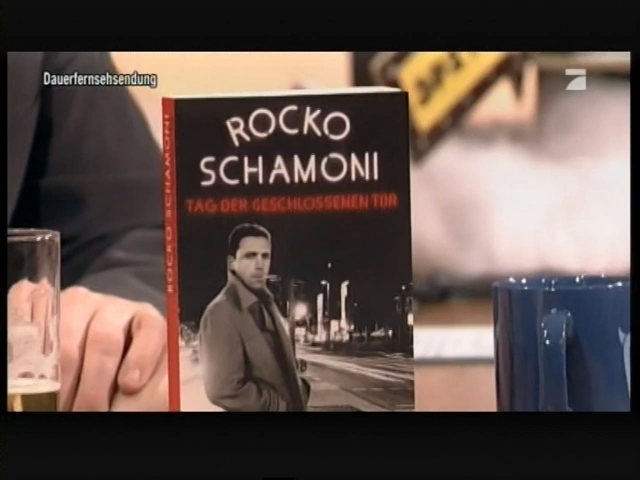 Dauerfernsehsendung
ROCKO
SCHAMONI
TAG DER GESCHLOSSENEN TÜR
ROCKO SCHAMONI